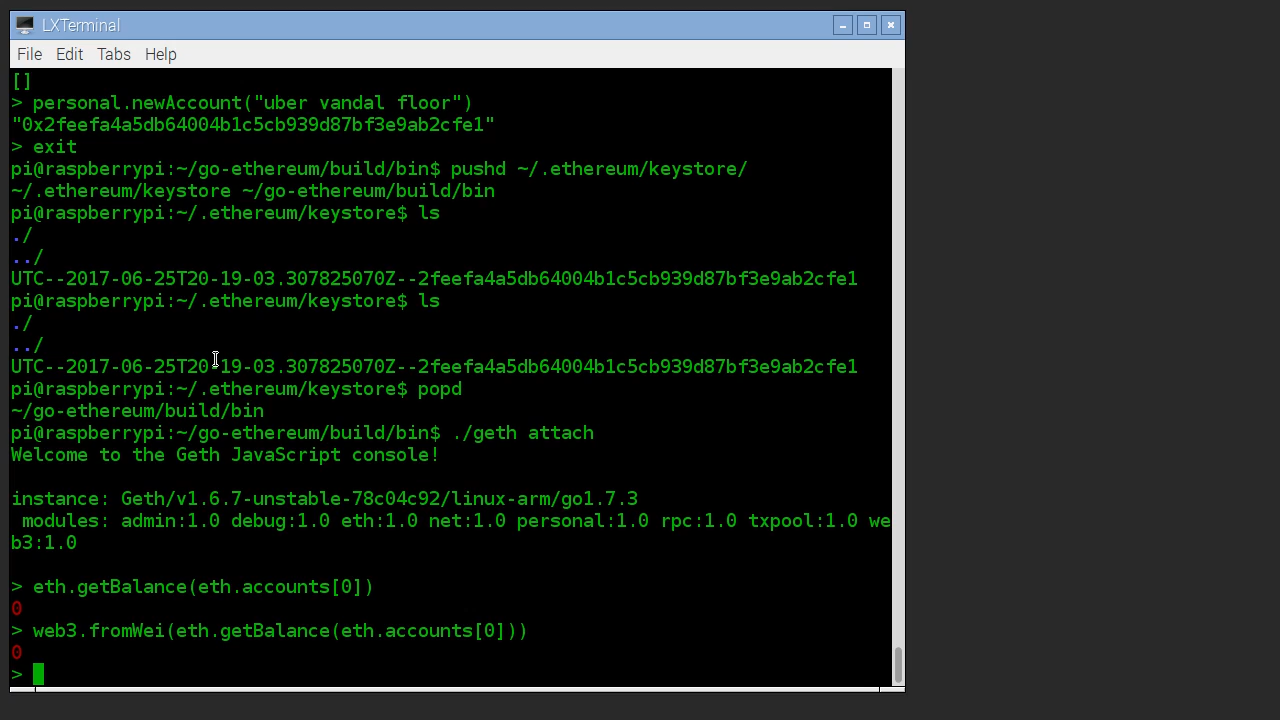 LXTerminal
File Edit Tabs Help
[]
> personal.newAccount("uber vandal floor")
"0x2feefa4a5db64004b1c5cb939d87bf3e9ab2cfe1"
> exit
pi@raspberrypi:~/go-ethereum/build/bin$ pushd ~/.ethereum/keystore/
~/.ethereum/keystore ~/go-ethereum/build/bin
pi@raspberrypi:~/.ethereum/keystore$ ls
./
../
UTC--2017-06-25T20-19-03.307825070Z--2feefa4a5db64004b1c5cb939d87bf3e9ab2cfe1
pi@raspberrypi:~/.ethereum/keystore$ ls
./
../
UTC--2017-06-25T20-19-03.307825070Z--2feefa4a5db64004b1c5cb939d87bf3e9ab2cfe1
pi@raspberrypi:~/.ethereum/keystore$ popd
~/go-ethereum/build/bin
pi@raspberrypi:~/go-ethereum/build/bin$ ./geth attach
Welcome to the Geth JavaScript console!
instance: Geth/v1.6.7-unstable-78c04c92/linux-arm/go1.7.3
 modules: admin:1.0 debug:1.0 eth:1.0 net:1.0 personal:1.0 rpc:1.0 txpool:1.0 we
b3:1.0
> eth.getBalance(eth.accounts[0])
0
> web3.fromWei(eth.getBalance(eth.accounts[0]))
0
>